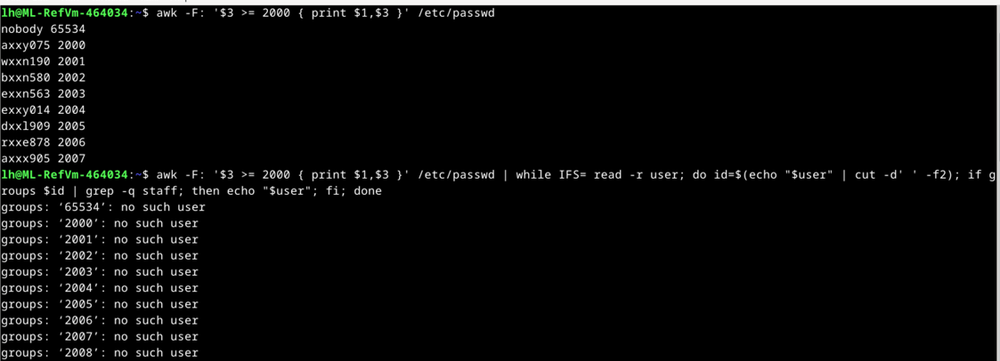 lh@ML-RefVm-464034:~$ awk -F: '$3 >= 2000 { print $1,$3 }' /etc/passwd
nobody 65534
axxy075 2000
wxxn190 2001
bxxn580 2002
exxn563 2003
exxy014 2004
dxxl909 2005
rxxe878 2006
axxx905 2007
lh@ML-RefVm-464034:~$ awk -F: '$3 >= 2000 { print $1,$3 }' /etc/passwd | while IFS= read -r user; do id=$(echo "$user" | cut -d' ' -f2); if g
roups $id | grep -q staff; then echo "$user"; fi; done
groups: ‘65534’: no such user
groups: ‘2000’: no such user
groups: ‘2001’: no such user
groups: ‘2002’: no such user
groups: ‘2003’: no such user
groups: ‘2004’: no such user
groups: ‘2005’: no such user
groups: ‘2006’: no such user
groups: ‘2007’: no such user
groups: ‘2008’: no such user